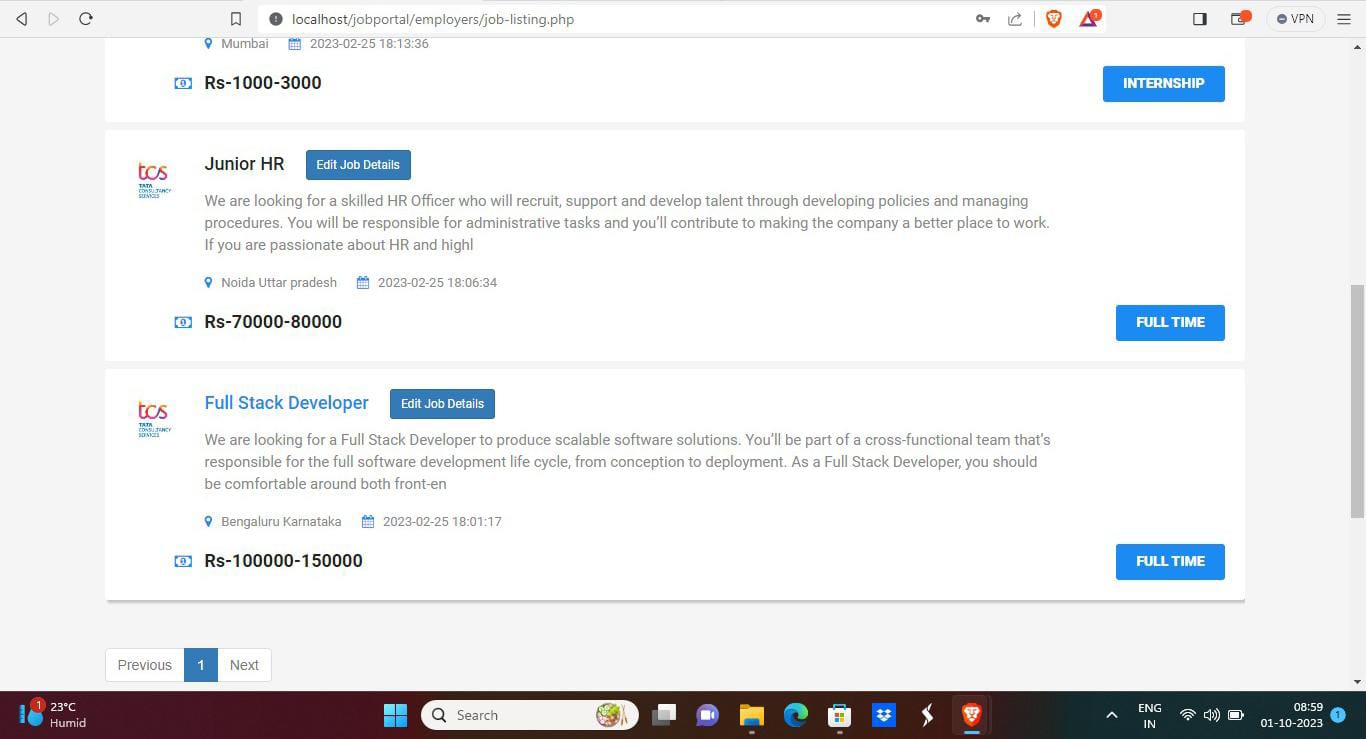 localhost/jobportal/employers/job-listing.php
1
VPN
Mumbai 2023-02-25 18:13:36
Rs-1000-3000
INTERNSHIP
tcs
TATA
CONSULTANCY
SERVICES
Junior HR Edit Job Details
We are looking for a skilled HR Officer who will recruit, support and develop talent through developing policies and managing
procedures. You will be responsible for administrative tasks and you’ll contribute to making the company a better place to work.
If you are passionate about HR and highl
Noida Uttar pradesh 2023-02-25 18:06:34
Rs-70000-80000
FULL TIME
tcs
TATA
CONSULTANCY
SERVICES
Full Stack Developer Edit Job Details
We are looking for a Full Stack Developer to produce scalable software solutions. You’ll be part of a cross-functional team that’s
responsible for the full software development life cycle, from conception to deployment. As a Full Stack Developer, you should
be comfortable around both front-en
Bengaluru Karnataka 2023-02-25 18:01:17
Rs-100000-150000
FULL TIME
Previous 1 Next
1
23°C
Humid
Search
ENG
IN
08:59
01-10-2023
1